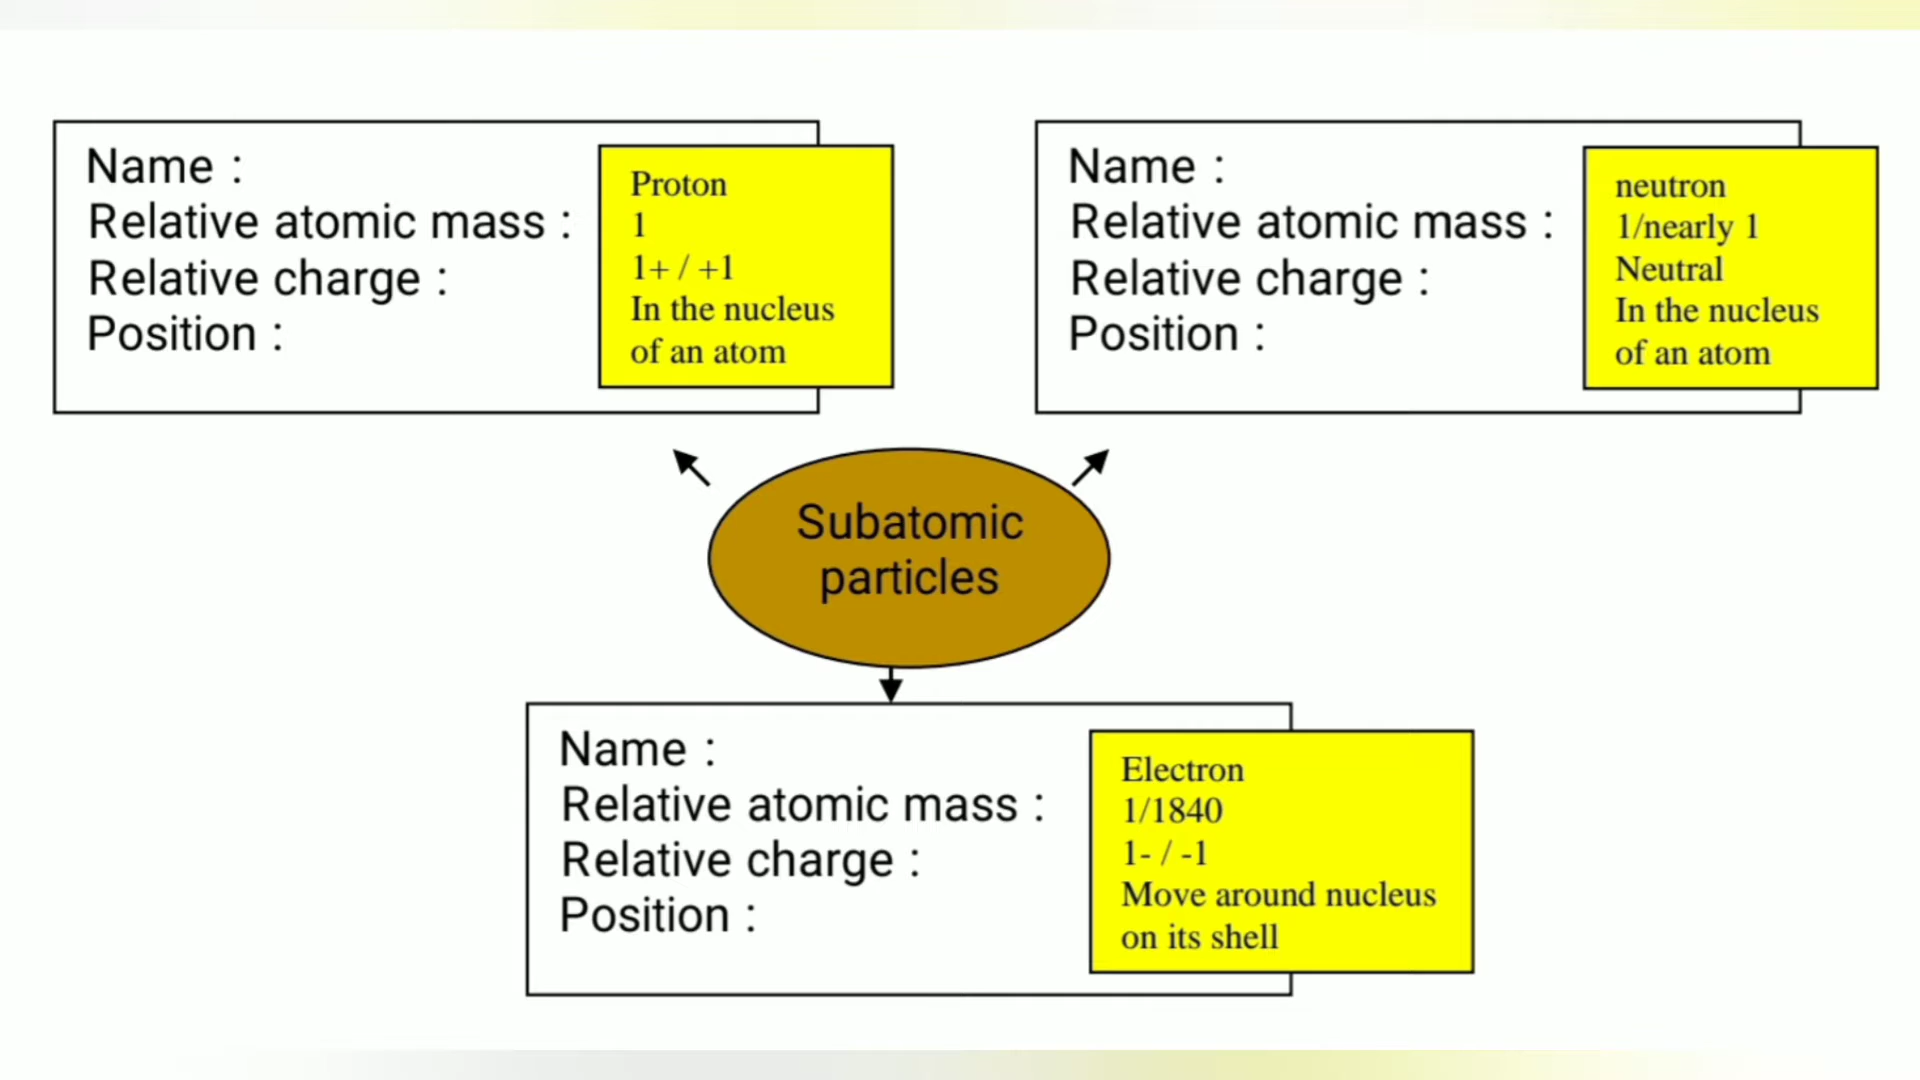 Name :
Relative atomic mass :
Relative charge :
Position :
Proton
1
1+ / +1
In the nucleus
of an atom
Name :
Relative atomic mass :
Relative charge :
Position :
neutron
1/nearly 1
Neutral
In the nucleus
of an atom
Subatomic
particles
Name :
Relative atomic mass :
Relative charge :
Position :
Electron
1/1840
1- / -1
Move around nucleus
on its shell